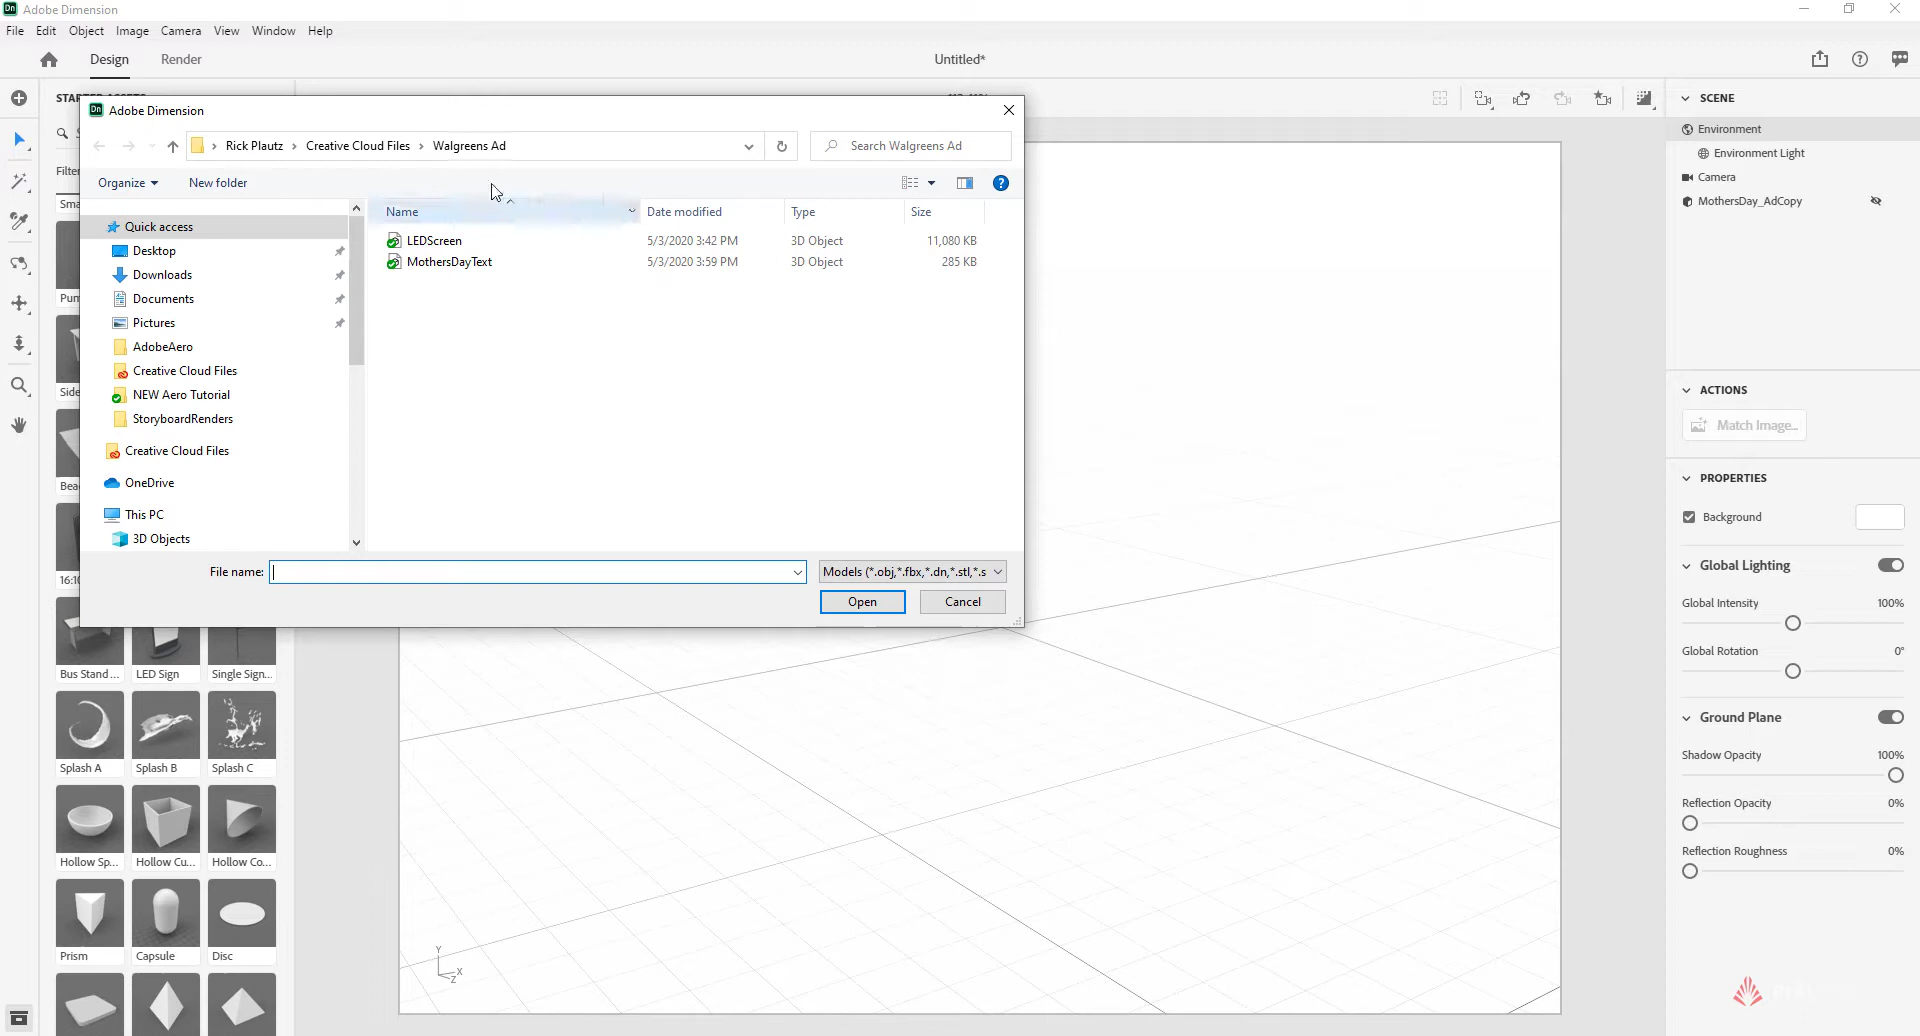 Dn Adobe Dimension
File Edit Object Image Camera View Window Help
Design Render Untitled*
Dn Adobe Dimension
Rick Plautz › Creative Cloud Files › Walgreens Ad
Search Walgreens Ad
Organize New folder
Name Date modified Type Size
LEDScreen 5/3/2020 3:42 PM 3D Object 11,080 KB
MothersDayText 5/3/2020 3:59 PM 3D Object 285 KB
Quick access
Desktop
Downloads
Documents
Pictures
AdobeAero
Creative Cloud Files
NEW Aero Tutorial
StoryboardRenders
Creative Cloud Files
OneDrive
This PC
3D Objects
File name:
Models (*.obj,*.fbx,*.dn,*.stl,*.s
Open Cancel
Bus Stand ... LED Sign Single Sign...
Splash A Splash B Splash C
Hollow Sp... Hollow Cu... Hollow Co...
Prism Capsule Disc
Y
X
Z
SCENE
Environment
Environment Light
Camera
MothersDay_AdCopy
ACTIONS
Match Image...
PROPERTIES
Background
Global Lighting
Global Intensity 100%
Global Rotation 0°
Ground Plane
Shadow Opacity 100%
Reflection Opacity 0%
Reflection Roughness 0%